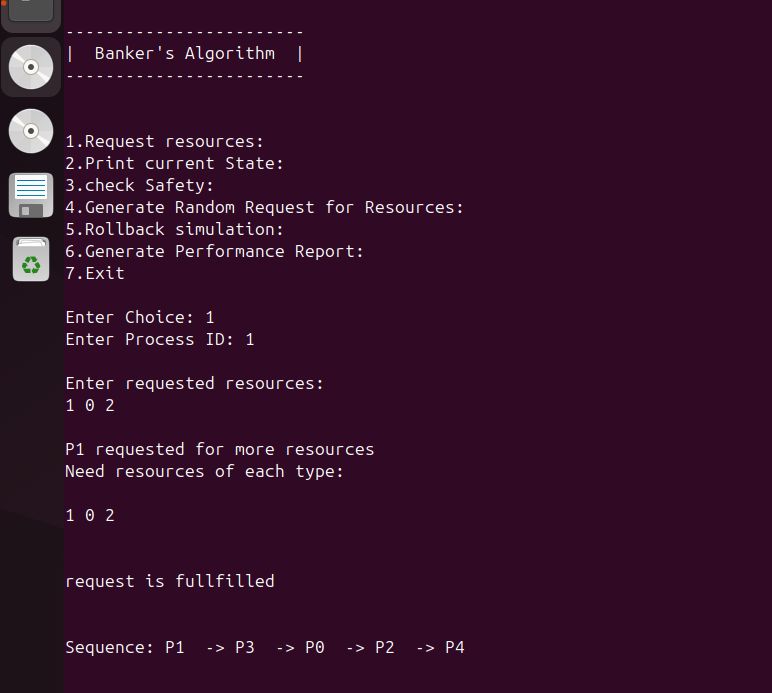 ------------------------
|  Banker's Algorithm  |
------------------------
1.Request resources:
2.Print current State:
3.check Safety:
4.Generate Random Request for Resources:
5.Rollback simulation:
6.Generate Performance Report:
7.Exit
Enter Choice: 1
Enter Process ID: 1
Enter requested resources:
1 0 2
P1 requested for more resources
Need resources of each type:
1 0 2
request is fullfilled
Sequence: P1  -> P3  -> P0  -> P2  -> P4